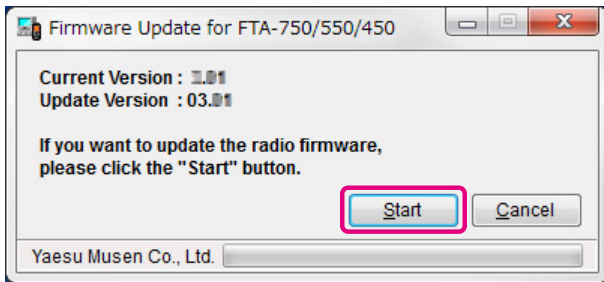 Firmware Update for FTA-750/550/450
Current Version :
Update Version : 03.
If you want to update the radio firmware,
please click the "Start" button.
Start
Cancel
Yaesu Musen Co., Ltd.